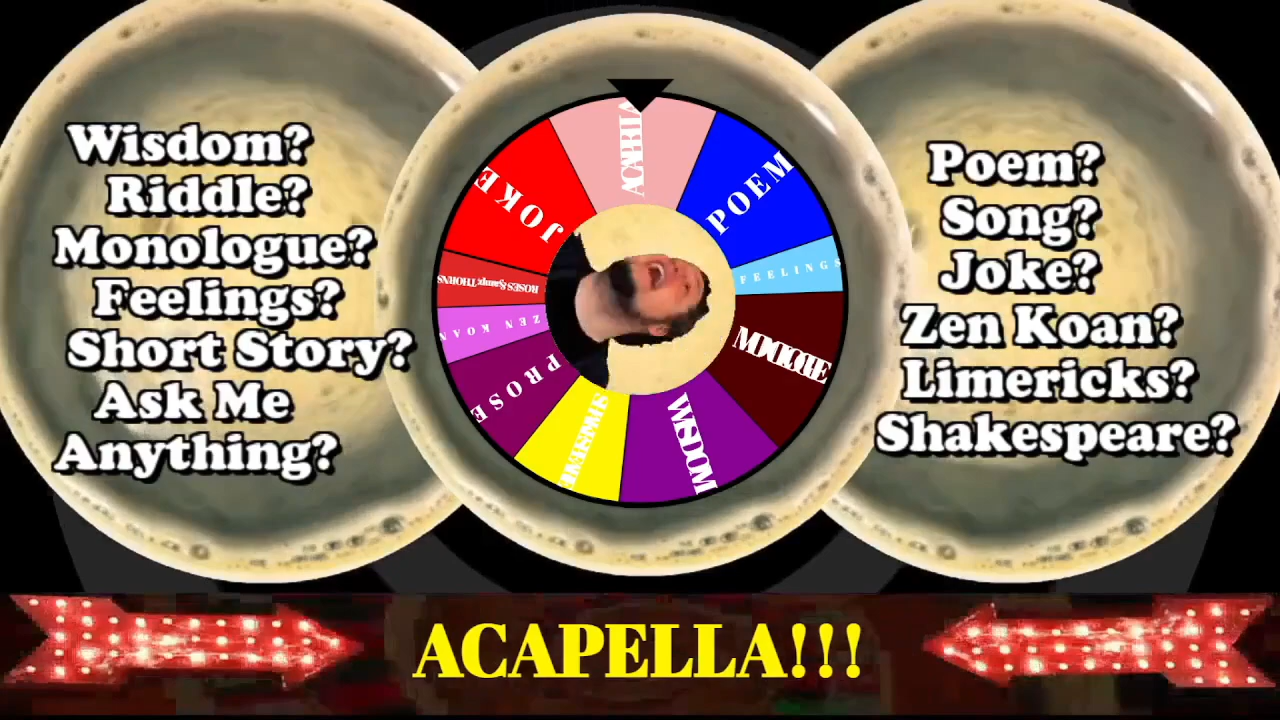 Wisdom?
Riddle?
Monologue?
Feelings?
Short Story?
Ask Me
Anything?
JOKE
POEM
FEELINGS
WISDOM
PROSE
ZEN KOAN
ROSES &amp; THORNS
Poem?
Song?
Joke?
Zen Koan?
Limericks?
Shakespeare?
ACAPELLA!!!